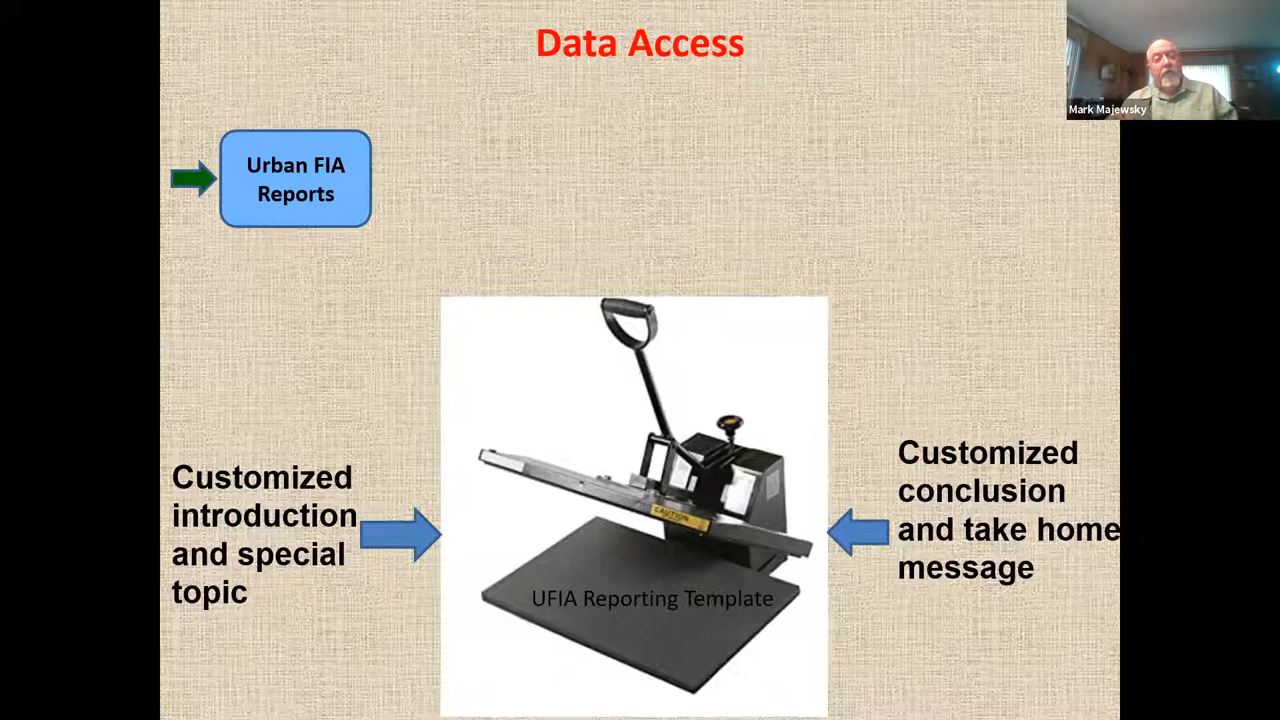 Data Access
Mark Majewsky
Urban FIA
Reports
Customized
introduction
and special
topic
CAUTION
UFIA Reporting Template
Customized
conclusion
and take home
message